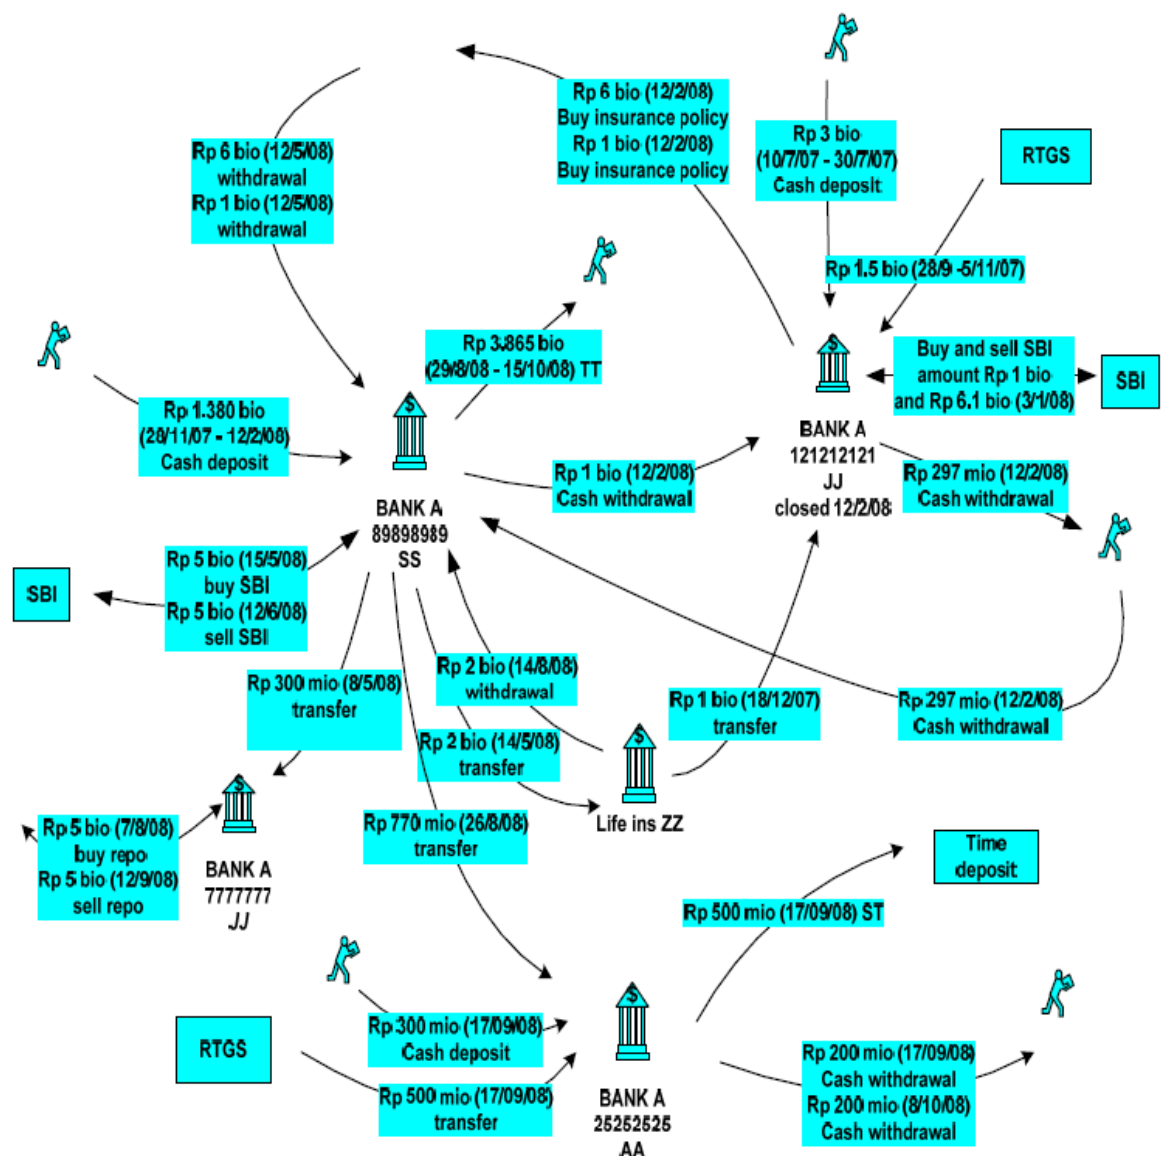 Rp 6 bio (12/2/08)
Buy insurance policy
Rp 1 bio (12/2/08)
Buy insurance policy
Rp 3 bio
(10/7/07 - 30/7/07)
Cash deposit
RTGS
Rp 6 bio (12/5/08)
withdrawal
Rp 1 bio (12/5/08)
withdrawal
Rp 1.5 bio (28/9 -5/11/07)
Rp 3.865 bio
(29/8/08 - 15/10/08) TT
Buy and sell SBI
amount Rp 1 bio
and Rp 6.1 bio (3/1/08)
SBI
$
$
Rp 1.380 bio
(28/11/07 - 12/2/08)
Cash deposit
Rp 1 bio (12/2/08)
Cash withdrawal
BANK A
121212121
JJ
closed 12/2/08
Rp 297 mio (12/2/08)
Cash withdrawal
BANK A
89898989
SS
SBI
Rp 5 bio (15/5/08)
buy SBI
Rp 5 bio (12/6/08)
sell SBI
Rp 300 mio (8/5/08)
transfer
Rp 2 bio (14/8/08)
withdrawal
Rp 2 bio (14/5/08)
transfer
Rp 1 bio (18/12/07)
transfer
Rp 297 mio (12/2/08)
Cash withdrawal
$
Life ins ZZ
$
Rp 5 bio (7/8/08)
buy repo
Rp 5 bio (12/9/08)
sell repo
BANK A
7777777
JJ
Rp 770 mio (26/8/08)
transfer
Time
deposit
Rp 500 mio (17/09/08) ST
RTGS
Rp 300 mio (17/09/08)
Cash deposit
Rp 500 mio (17/09/08)
transfer
$
BANK A
25252525
AA
Rp 200 mio (17/09/08)
Cash withdrawal
Rp 200 mio (8/10/08)
Cash withdrawal